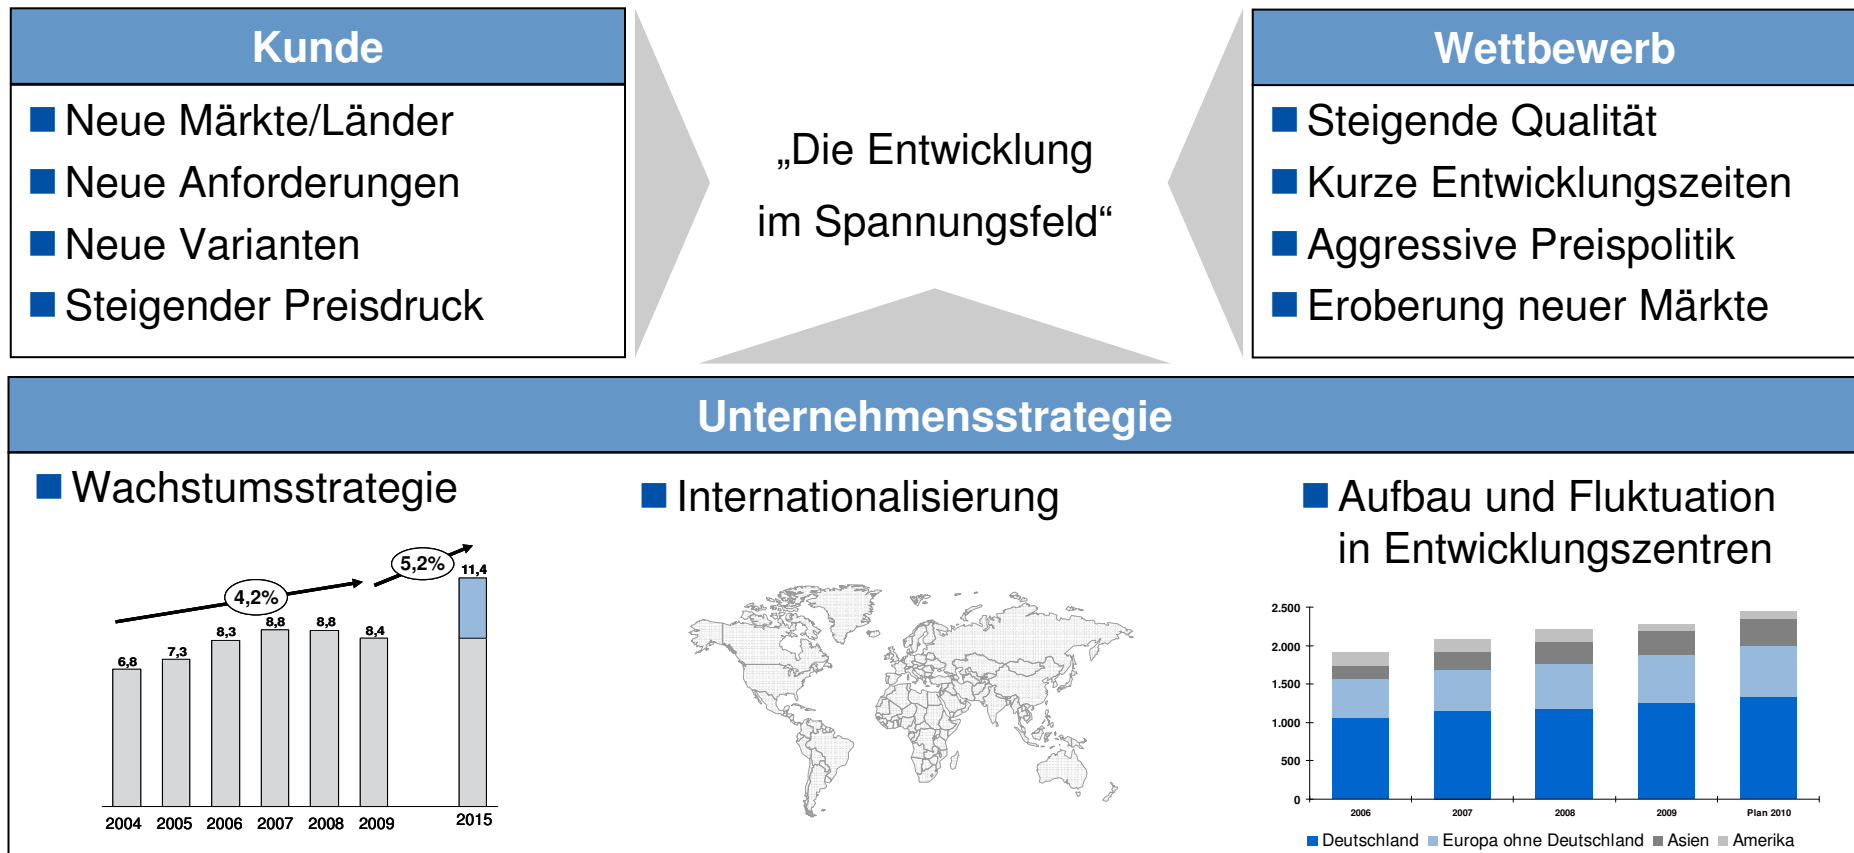 Kunde
Neue Märkte/Länder
Neue Anforderungen
Neue Varianten
Steigender Preisdruck
„Die Entwicklung
im Spannungsfeld“
Wettbewerb
Steigende Qualität
Kurze Entwicklungszeiten
Aggressive Preispolitik
Eroberung neuer Märkte
Unternehmensstrategie
Wachstumsstrategie
5,2%
4,2%
11,4
6,8
7,3
8,3
8,8
8,8
8,4
2004 2005 2006 2007 2008 2009 2015
Internationalisierung
Aufbau und Fluktuation
in Entwicklungszentren
2.500
2.000
1.500
1.000
500
0
2006 2007 2008 2009 Plan 2010
Deutschland Europa ohne Deutschland Asien Amerika